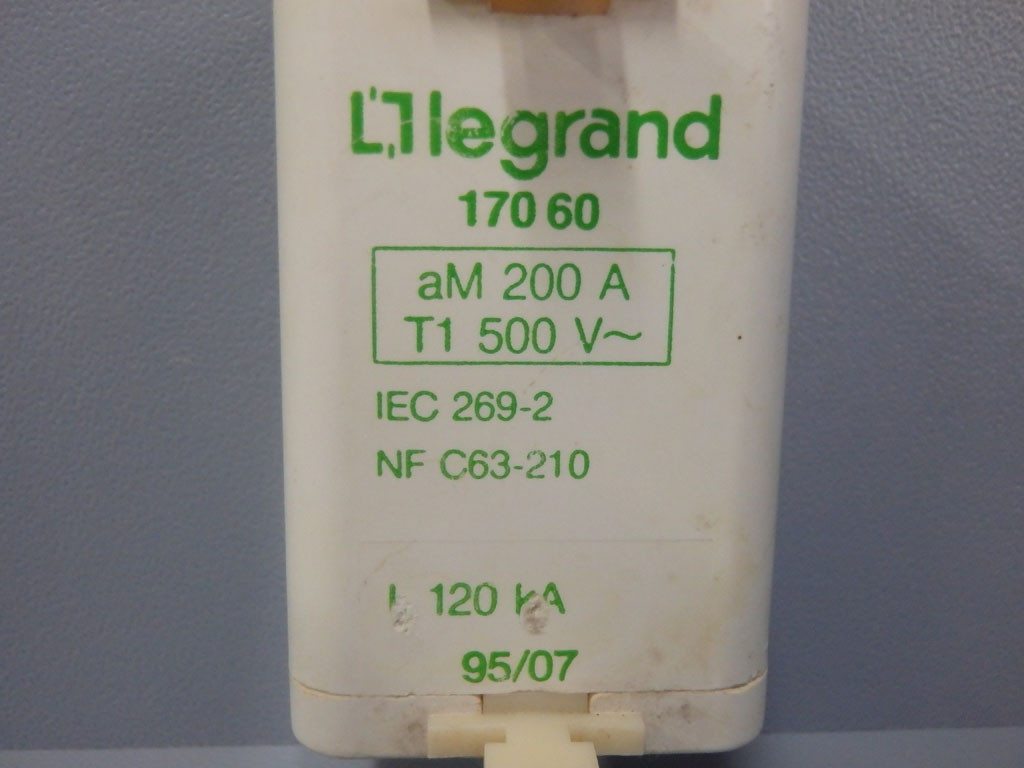 legrand
170 60
aM 200 A
T1 500 V~
IEC 269-2
NF C63-210
120 kA
95/07